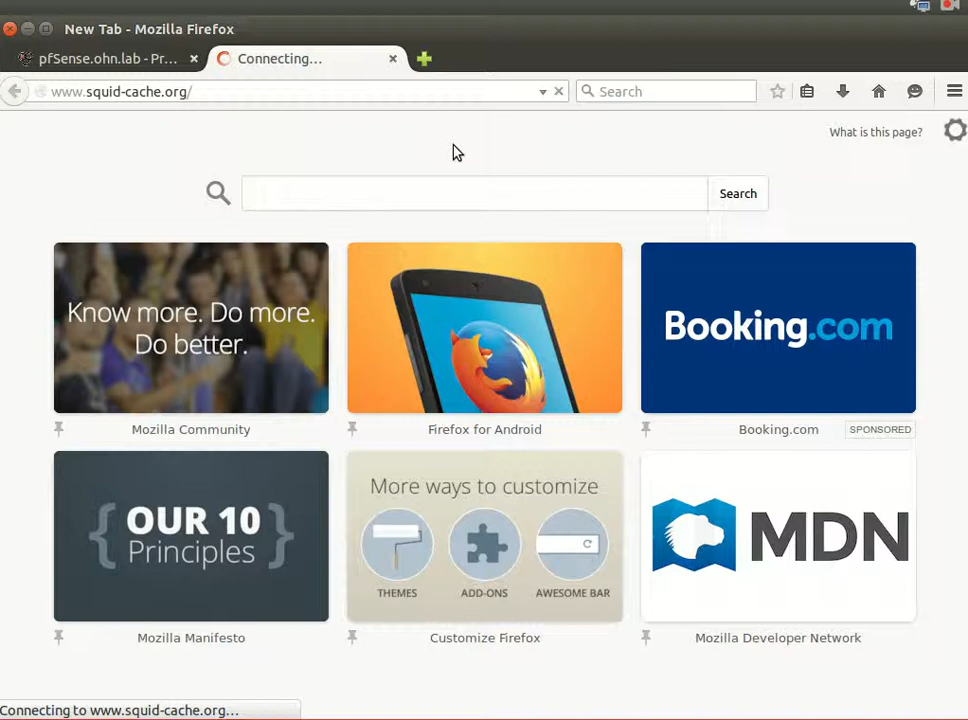 New Tab - Mozilla Firefox
pfSense.ohn.lab - Pr...
Connecting...
www.squid-cache.org/
Search
What is this page?
Search
Know more. Do more.
Do better.
Booking.com
Mozilla Community
Firefox for Android
Booking.com
SPONSORED
{ OUR 10
Principles }
More ways to customize
THEMES
ADD-ONS
AWESOME BAR
MDN
Mozilla Manifesto
Customize Firefox
Mozilla Developer Network
Connecting to www.squid-cache.org...